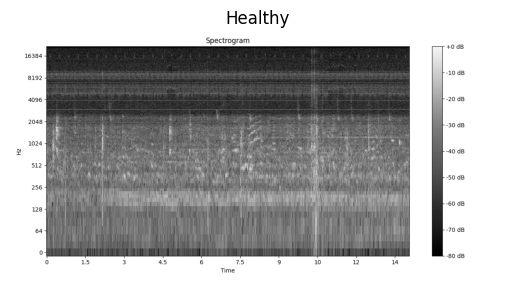 Healthy
Spectrogram
+0 dB
16384
-10 dB
8192
-20 dB
4096
2048
-30 dB
Hz
1024
-40 dB
512
-50 dB
256
-60 dB
128
64
-70 dB
0
-80 dB
0 1.5 3 4.5 6 7.5 9 10 12 14
Time